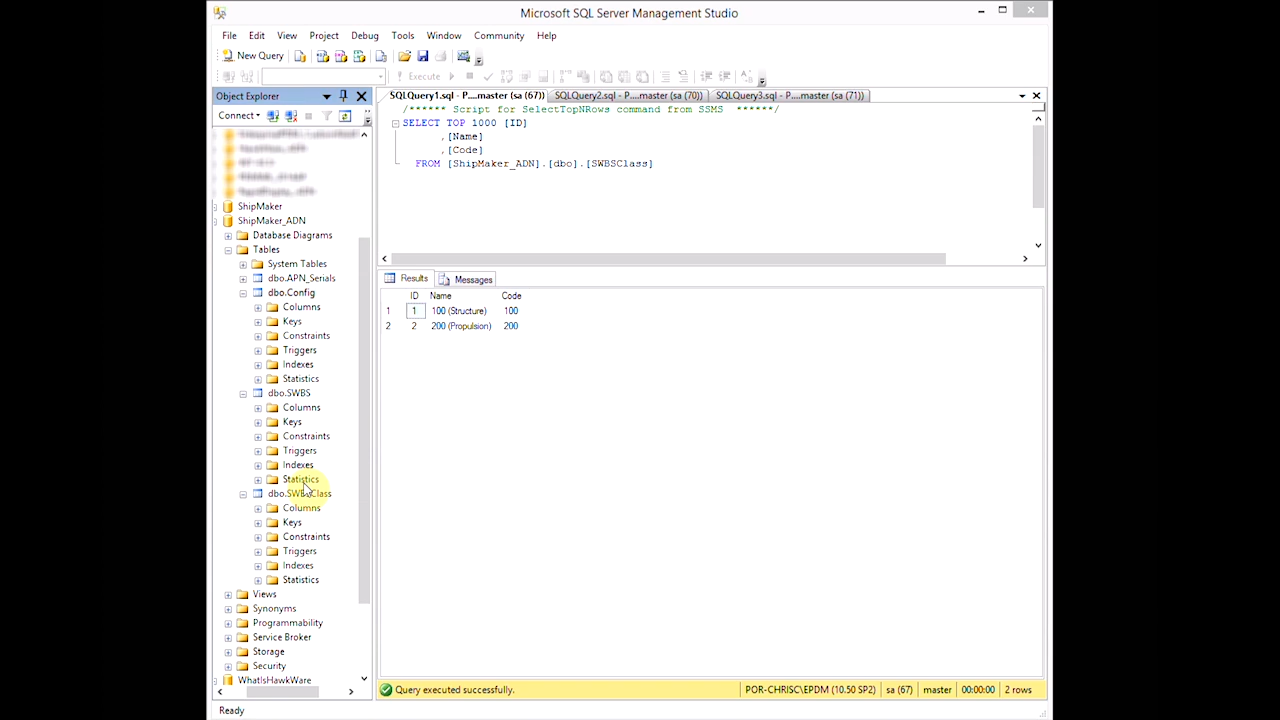 Microsoft SQL Server Management Studio
File Edit View Project Debug Tools Window Community Help
New Query
Execute
Object Explorer
Connect
ShipMaker
ShipMaker_ADN
Database Diagrams
Tables
System Tables
dbo.APN_Serials
dbo.Config
Columns
Keys
Constraints
Triggers
Indexes
Statistics
dbo.SWBS
Columns
Keys
Constraints
Triggers
Indexes
Statistics
dbo.SWBSClass
Columns
Keys
Constraints
Triggers
Indexes
Statistics
Views
Synonyms
Programmability
Service Broker
Storage
Security
WhatIsHawkWare
SQLQuery1.sql - P....master (sa (67)) SQLQuery2.sql - P....master (sa (70)) SQLQuery3.sql - P....master (sa (71))
/****** Script for SelectTopNRows command from SSMS ******/
SELECT TOP 1000 [ID]
,[Name]
,[Code]
FROM [ShipMaker_ADN].[dbo].[SWBSClass]
Results Messages
ID Name Code
1 1 100 (Structure) 100
2 2 200 (Propulsion) 200
Query executed successfully. POR-CHRISC\EPDM (10.50 SP2) sa (67) master 00:00:00 2 rows
Ready